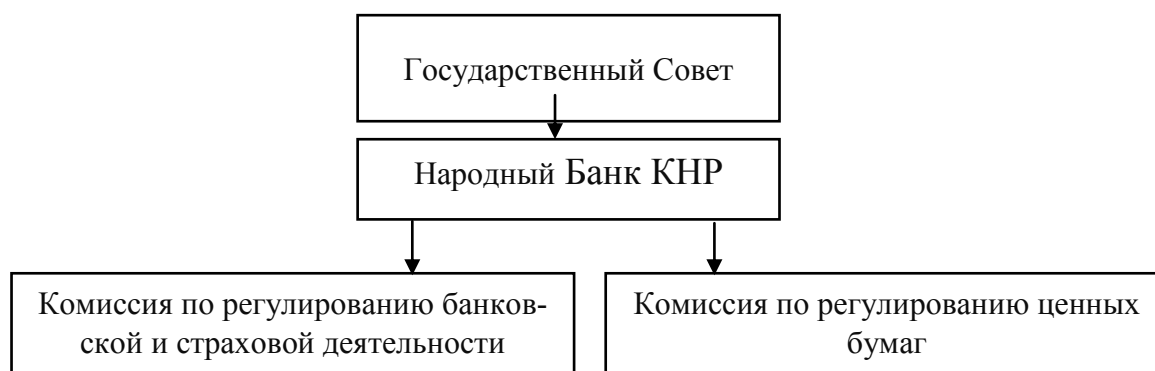 Государственный Совет
Народный Банк КНР
Комиссия по регулированию банков-
ской и страховой деятельности
Комиссия по регулированию ценных
бумаг